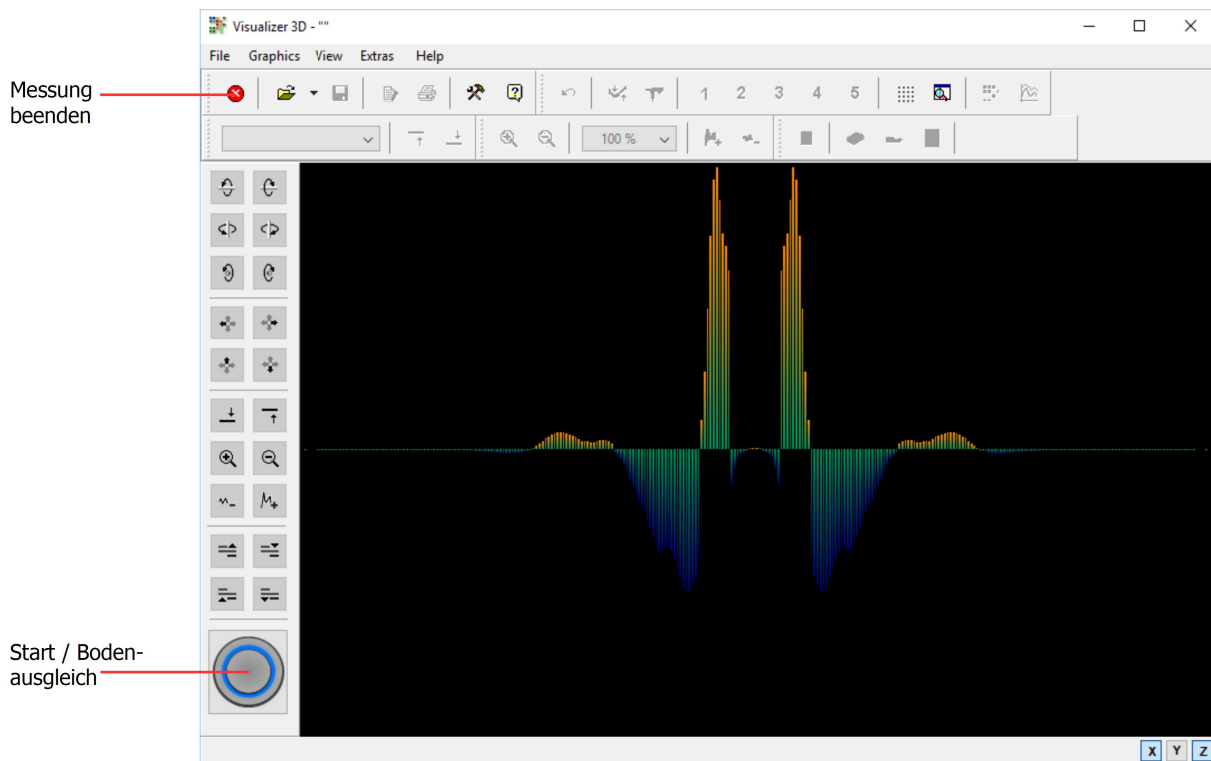 Visualizer 3D - ""
File Graphics View Extras Help
Messung
beenden
1 2 3 4 5
100 %
Start / Boden-
ausgleich
X Y Z